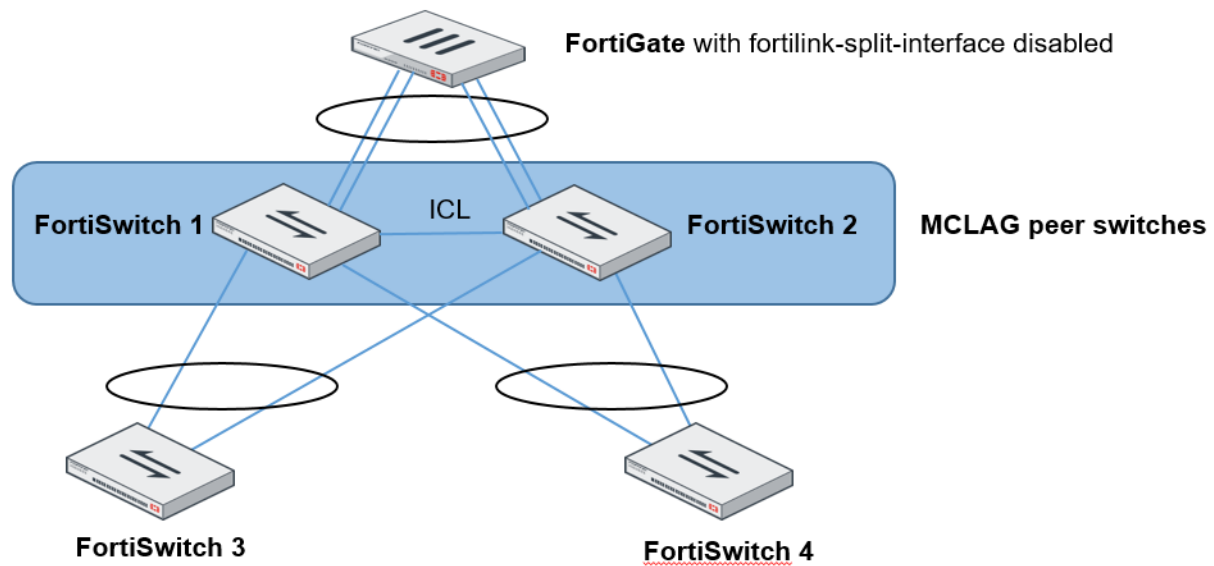 FortiGate with fortilink-split-interface disabled
ICL
FortiSwitch 1
FortiSwitch 2
MCLAG peer switches
FortiSwitch 3
FortiSwitch 4